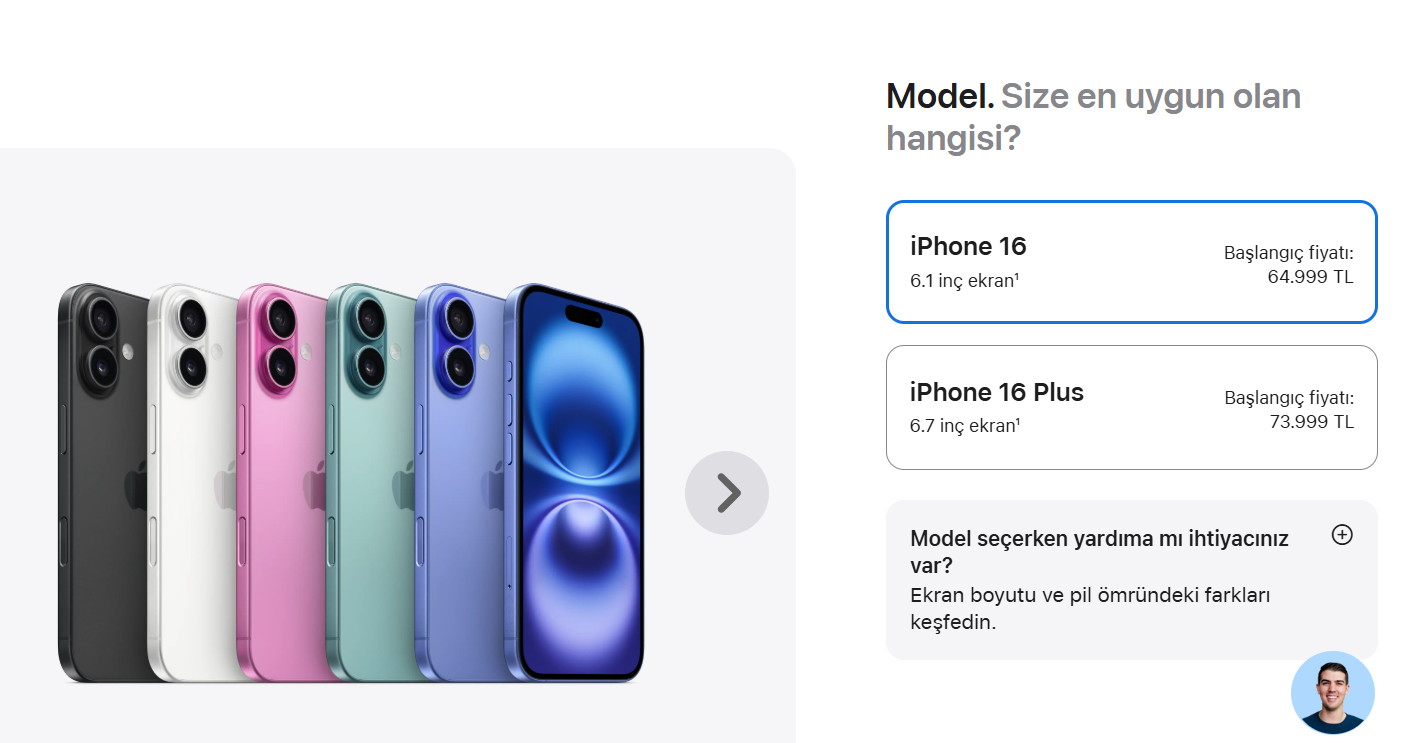 Model. Size en uygun olan
hangisi?
iPhone 16
6.1 inç ekran¹
Başlangıç fiyatı:
64.999 TL
iPhone 16 Plus
6.7 inç ekran¹
Başlangıç fiyatı:
73.999 TL
Model seçerken yardıma mı ihtiyacınız
var?
Ekran boyutu ve pil ömründeki farkları
keşfedin.